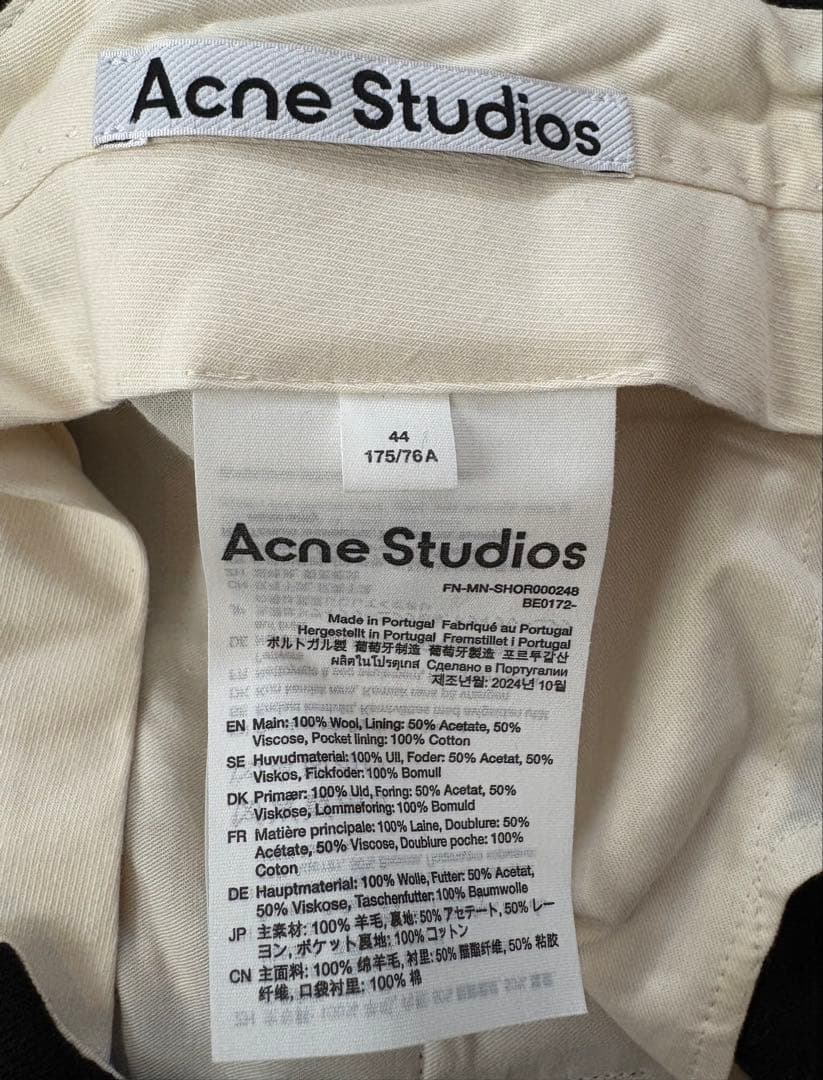 Acne Studios
44
175/76A
Acne Studios
FN-MN-SHOR000248
BE0172-
Made in Portugal Fabriqué au Portugal
Hergestellt in Portugal Fremstillet i Portugal
ポルトガル製 葡萄牙制造 葡萄牙製造 포르투갈산
ผลิตในโปรตุเกส Сделано в Португалии
제조년월: 2024년 10월
EN Main: 100% Wool, Lining: 50% Acetate, 50%
Viscose, Pocket lining: 100% Cotton
SE Huvudmaterial: 100% Ull, Foder: 50% Acetat, 50%
Viskos, Fickfoder: 100% Bomull
DK Primær: 100% Uld, Foring: 50% Acetat, 50%
Viskose, Lommeforing: 100% Bomuld
FR Matière principale: 100% Laine, Doublure: 50%
Acétate, 50% Viscose, Doublure poche: 100%
Coton
DE Hauptmaterial: 100% Wolle, Futter: 50% Acetat,
50% Viskose, Taschenfutter: 100% Baumwolle
JP 主素材: 100% 羊毛, 裏地: 50% アセテート, 50% レー
ヨン, ポケット裏地: 100% コットン
CN 主面料: 100% 绵羊毛, 衬里: 50% 醋酯纤维, 50% 粘胶
纤维, 口袋衬里: 100% 棉